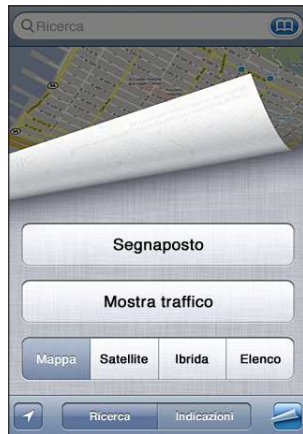 Ricerca
Segnaposto
Mostra traffico
Mappa Satellite Ibrida Elenco
Ricerca Indicazioni